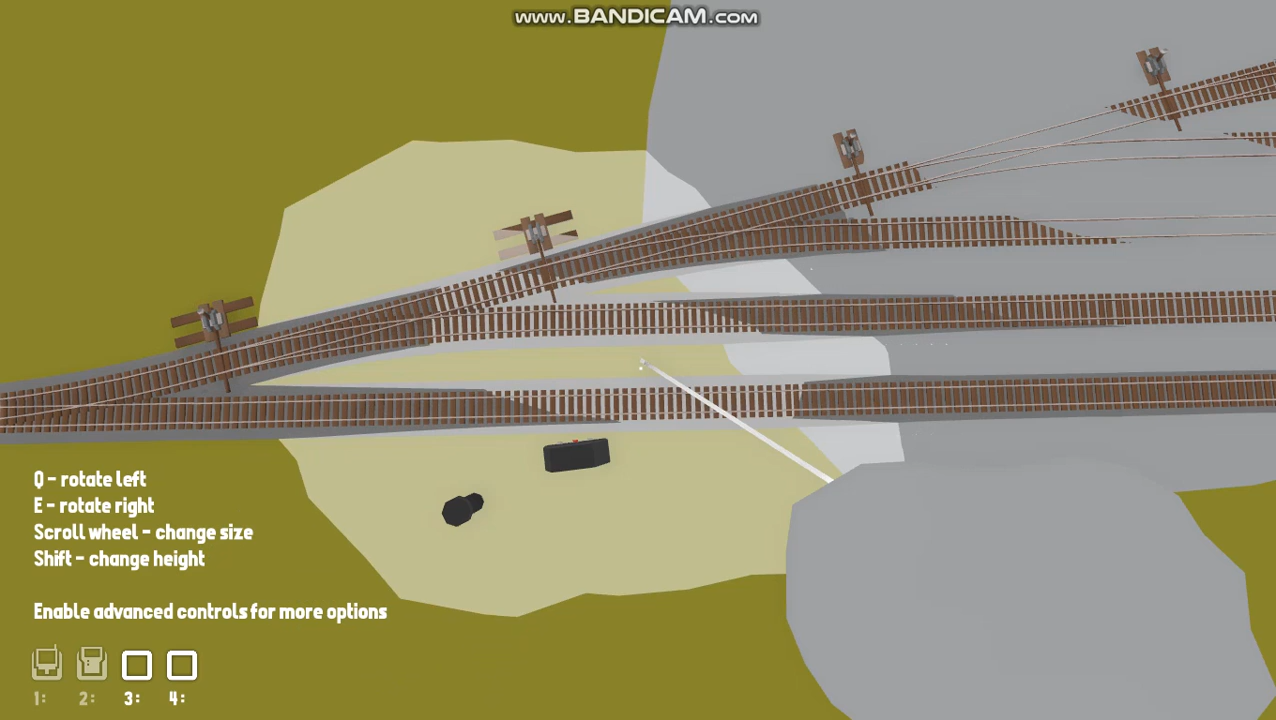 www.BANDICAM.com
Q - rotate left
E - rotate right
Scroll wheel - change size
Shift - change height
Enable advanced controls for more options
1: 2: 3: 4: